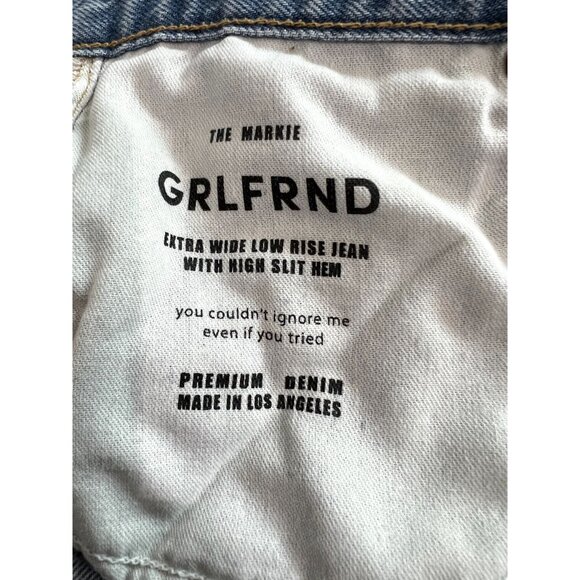 THE MARKIE
GRLFRND
EXTRA WIDE LOW RISE JEAN
WITH HIGH SLIT HEM
you couldn't ignore me
even if you tried
PREMIUM DENIM
MADE IN LOS ANGELES